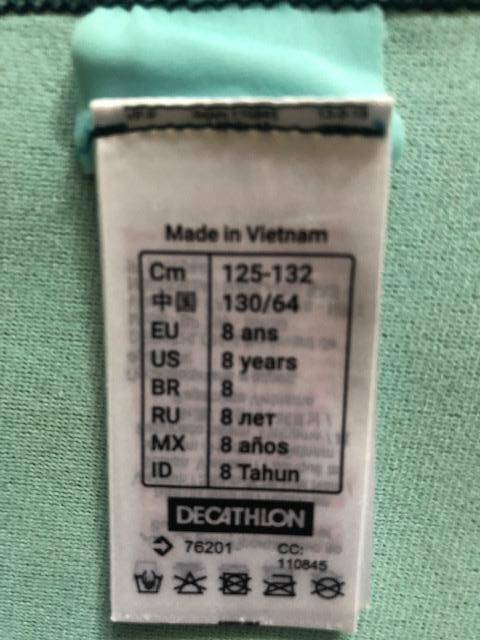 Made in Vietnam
Cm 125-132
中国 130/64
EU 8 ans
US 8 years
BR 8
RU 8 лет
MX 8 años
ID 8 Tahun
DECATHLON
76201 CC:
110845